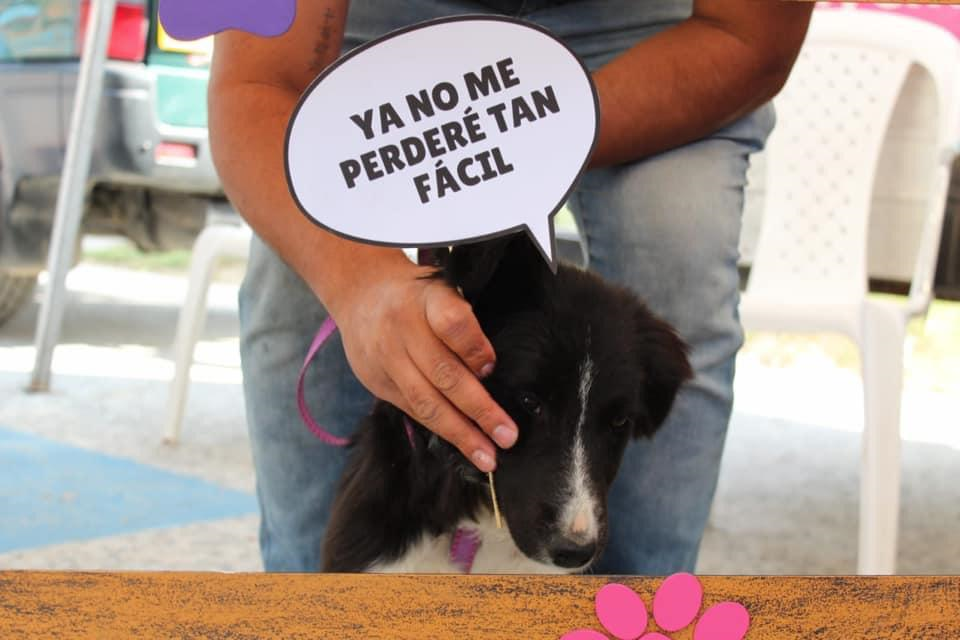 YA NO ME
PERDERÉ TAN
FÁCIL